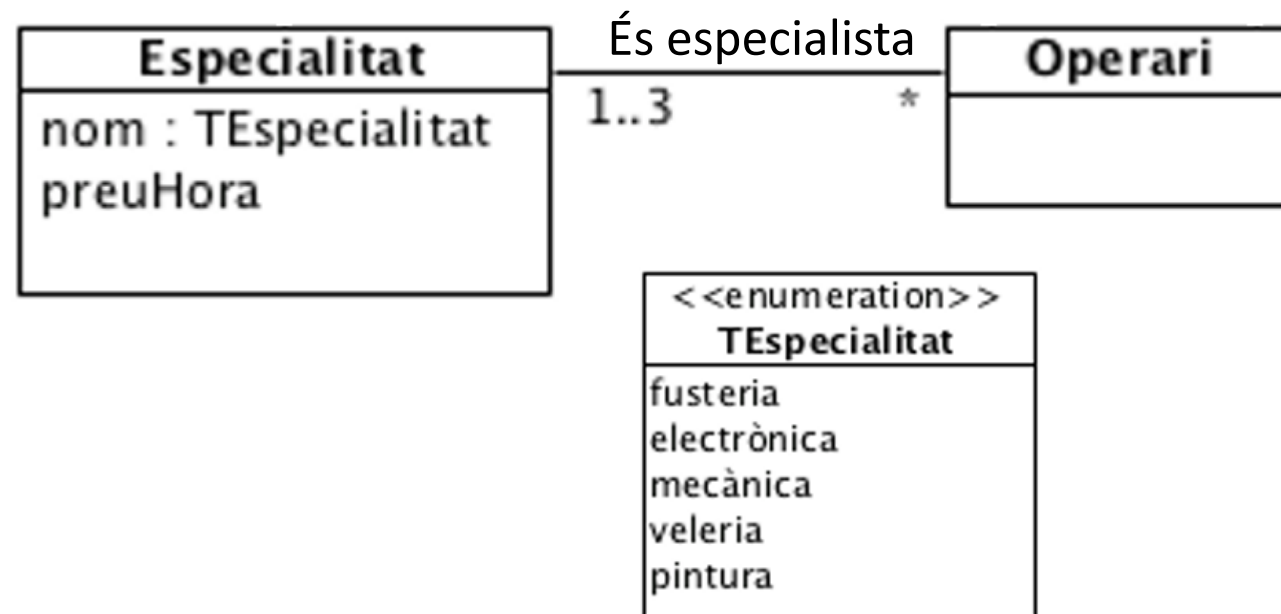 Especialitat
nom : TEspecialitat
preuHora
És especialista
1..3
*
Operari
<<enumeration>>
TEspecialitat
fusteria
electrònica
mecànica
veleria
pintura